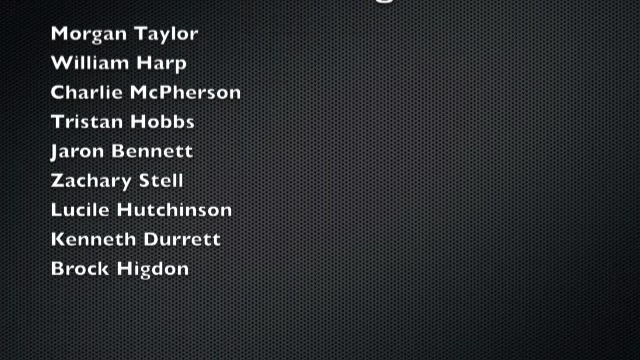 Morgan Taylor
William Harp
Charlie McPherson
Tristan Hobbs
Jaron Bennett
Zachary Stell
Lucile Hutchinson
Kenneth Durrett
Brock Higdon